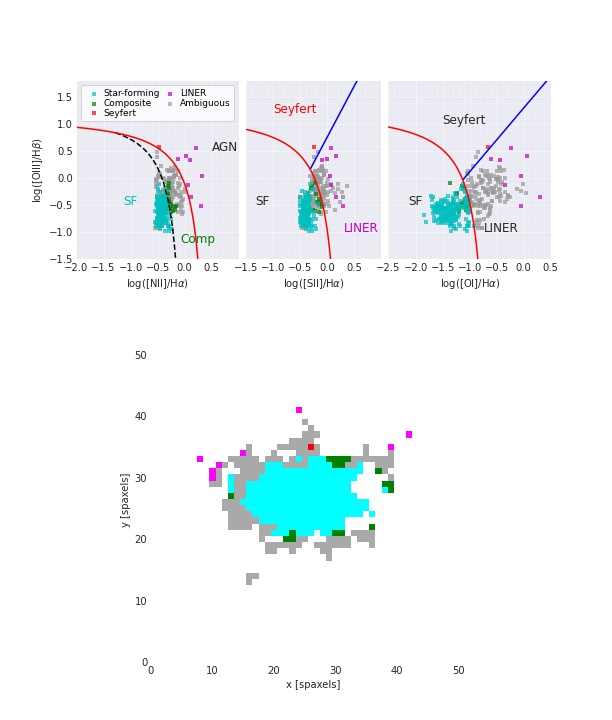 Star-forming LINER
Composite Ambiguous
Seyfert
AGN
SF
Comp
1.5
1.0
0.5
0.0
−0.5
−1.0
−1.5
log([OIII]/Hβ)
−2.0 −1.5 −1.0 −0.5 0.0 0.5
log([NII]/Hα)
Seyfert
SF
LINER
−1.5 −1.0 −0.5 0.0 0.5
log([SII]/Hα)
Seyfert
SF
LINER
−2.5 −2.0 −1.5 −1.0 −0.5 0.0 0.5
log([OI]/Hα)
50
40
30
20
10
0
y [spaxels]
0 10 20 30 40 50
x [spaxels]